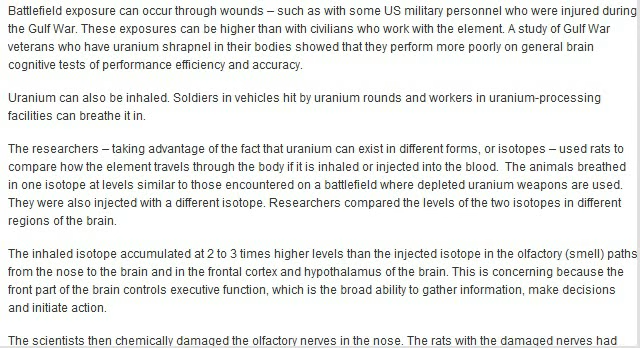 Battlefield exposure can occur through wounds – such as with some US military personnel who were injured during
the Gulf War. These exposures can be higher than with civilians who work with the element. A study of Gulf War
veterans who have uranium shrapnel in their bodies showed that they perform more poorly on general brain
cognitive tests of performance efficiency and accuracy.
Uranium can also be inhaled. Soldiers in vehicles hit by uranium rounds and workers in uranium-processing
facilities can breathe it in.
The researchers – taking advantage of the fact that uranium can exist in different forms, or isotopes – used rats to
compare how the element travels through the body if it is inhaled or injected into the blood.  The animals breathed
in one isotope at levels similar to those encountered on a battlefield where depleted uranium weapons are used.
They were also injected with a different isotope. Researchers compared the levels of the two isotopes in different
regions of the brain.
The inhaled isotope accumulated at 2 to 3 times higher levels than the injected isotope in the olfactory (smell) paths
from the nose to the brain and in the frontal cortex and hypothalamus of the brain. This is concerning because the
front part of the brain controls executive function, which is the broad ability to gather information, make decisions
and initiate action.
The scientists then chemically damaged the olfactory nerves in the nose. The rats with the damaged nerves had